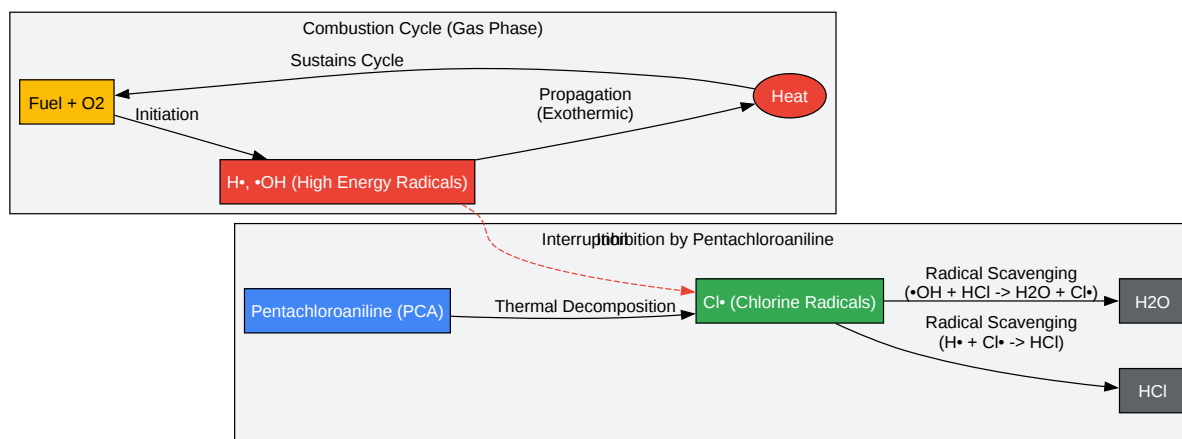 Combustion Cycle (Gas Phase)
Sustains Cycle
Fuel + O2
Initiation
Propagation
(Exothermic)
Heat
H•, •OH (High Energy Radicals)
Interruption
Inhibition by Pentachloroaniline
Pentachloroaniline (PCA)
Thermal Decomposition
Cl• (Chlorine Radicals)
Radical Scavenging
(•OH + HCl -> H2O + Cl•)
H2O
Radical Scavenging
(H• + Cl• -> HCl)
HCl